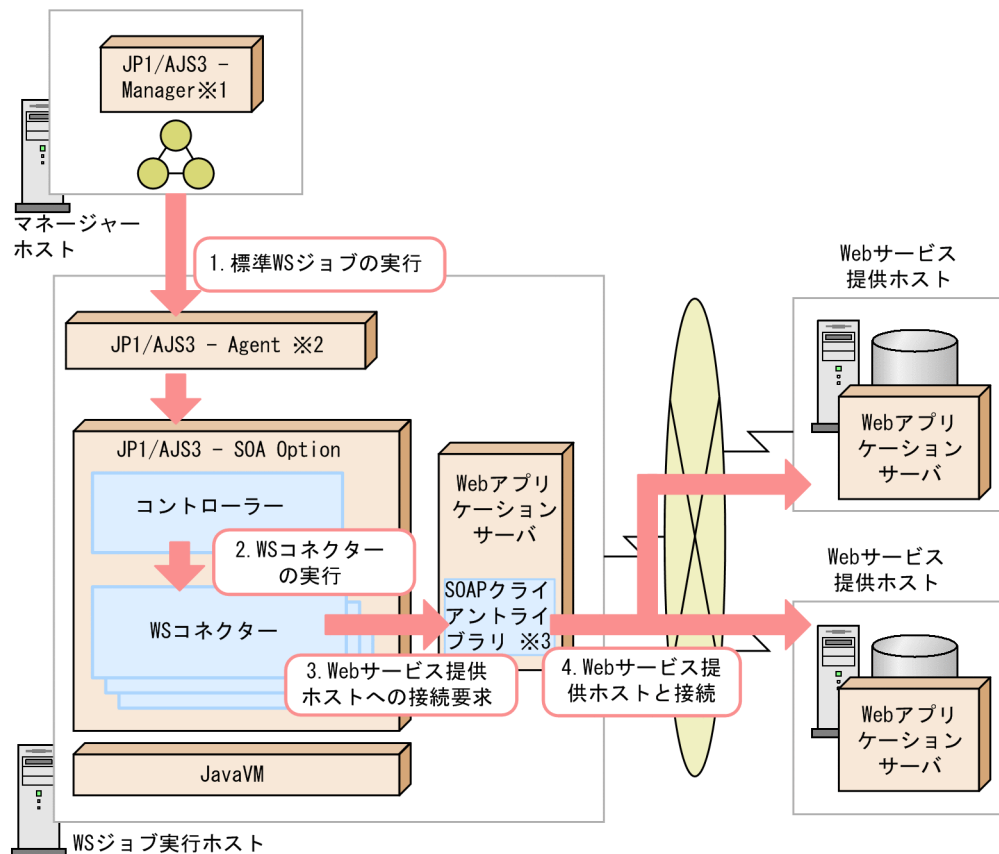 JP1/AJS3 −
Manager※1
マネージャー
ホスト
1.標準WSジョブの実行
JP1/AJS3 − Agent ※2
JP1/AJS3 − SOA Option
コントローラー
2.WSコネクター
の実行
WSコネクター
Webアプリ
ケーション
サーバ
SOAPクライ
アントライ
ブラリ ※3
3.Webサービス提供
ホストへの接続要求
4.Webサービス提
供ホストと接続
JavaVM
WSジョブ実行ホスト
Webサービス
提供ホスト
Webアプリ
ケーション
サーバ
Webサービス
提供ホスト
Webアプリ
ケーション
サーバ